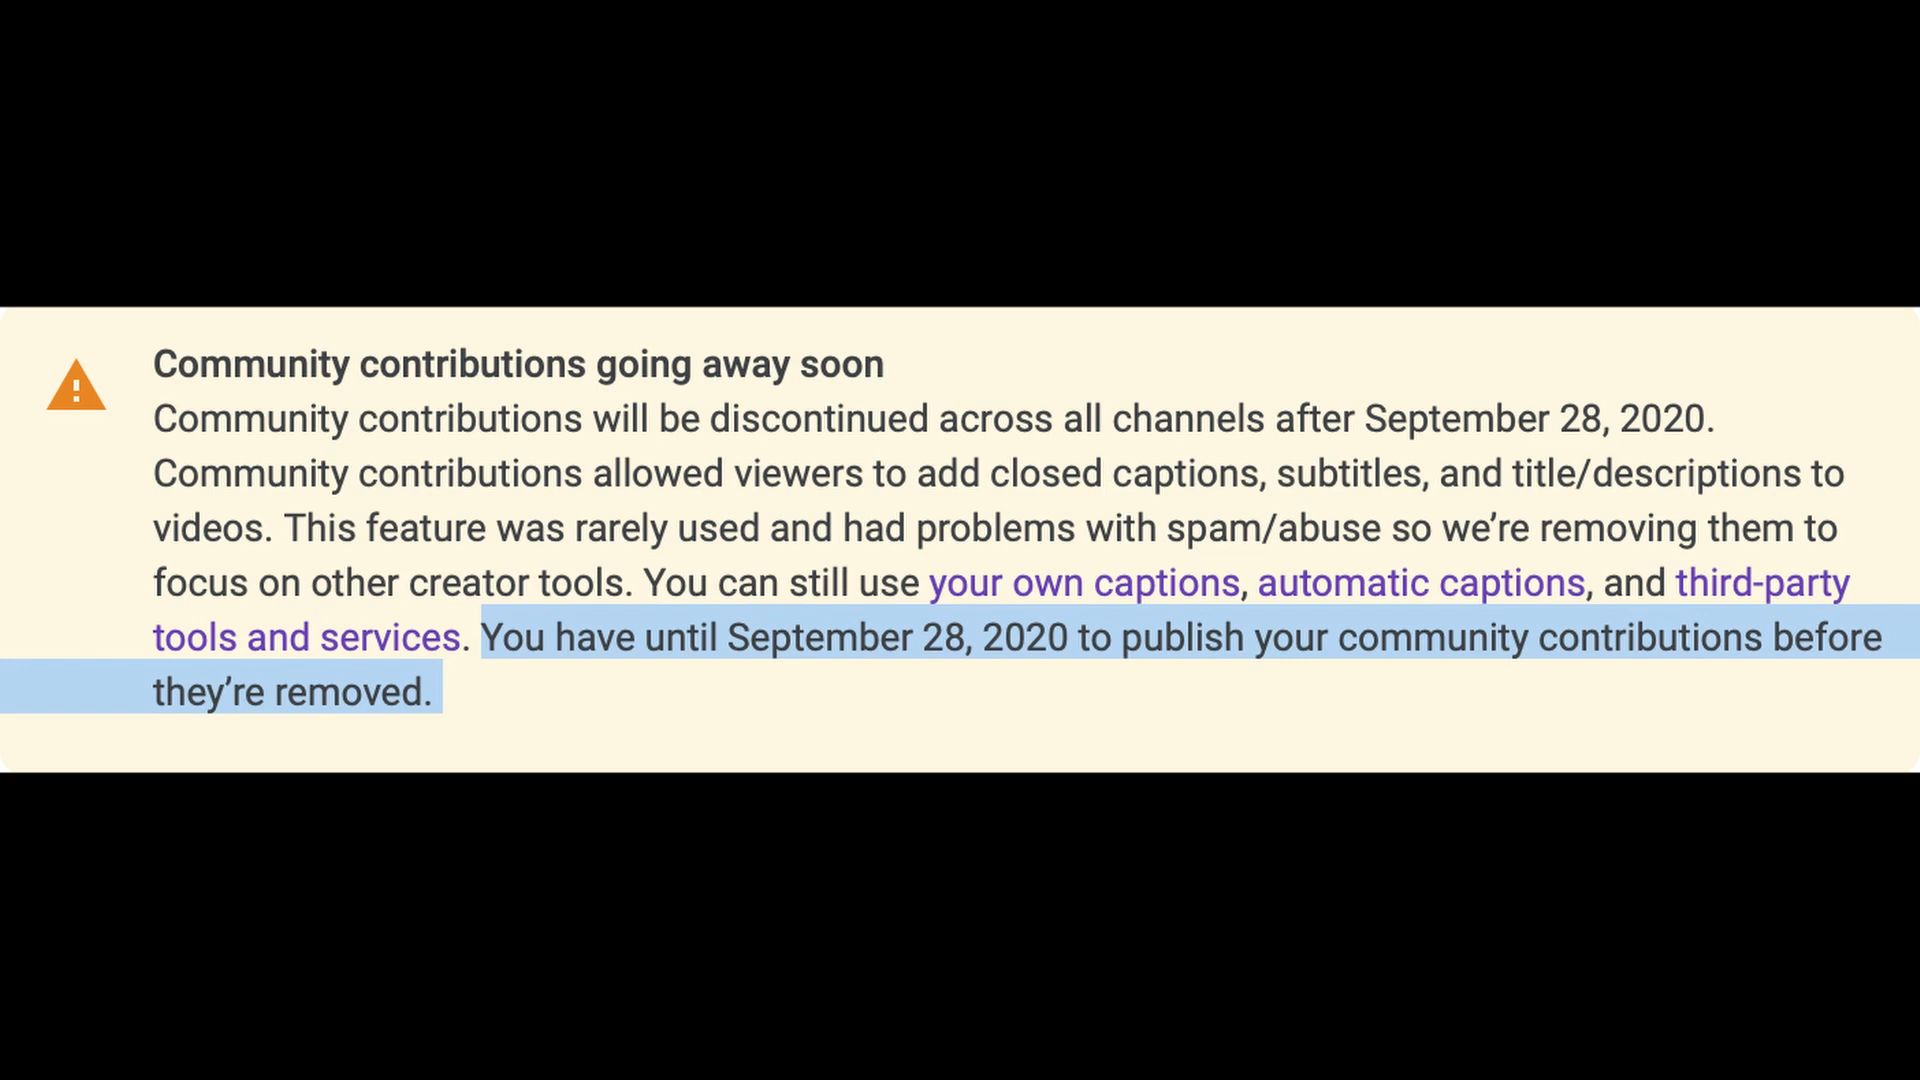 Community contributions going away soon
Community contributions will be discontinued across all channels after September 28, 2020.
Community contributions allowed viewers to add closed captions, subtitles, and title/descriptions to
videos. This feature was rarely used and had problems with spam/abuse so we’re removing them to
focus on other creator tools. You can still use your own captions, automatic captions, and third-party
tools and services. You have until September 28, 2020 to publish your community contributions before
they’re removed.